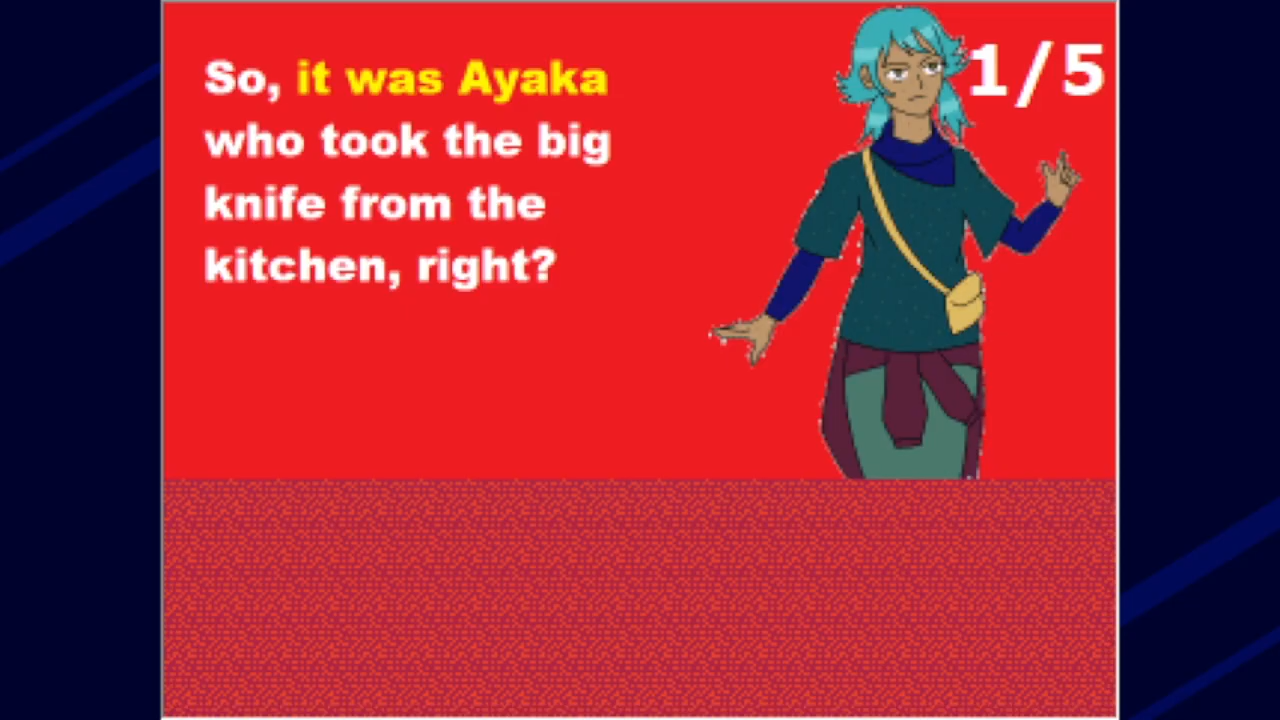 So, it was Ayaka
who took the big
knife from the
kitchen, right?
1/5